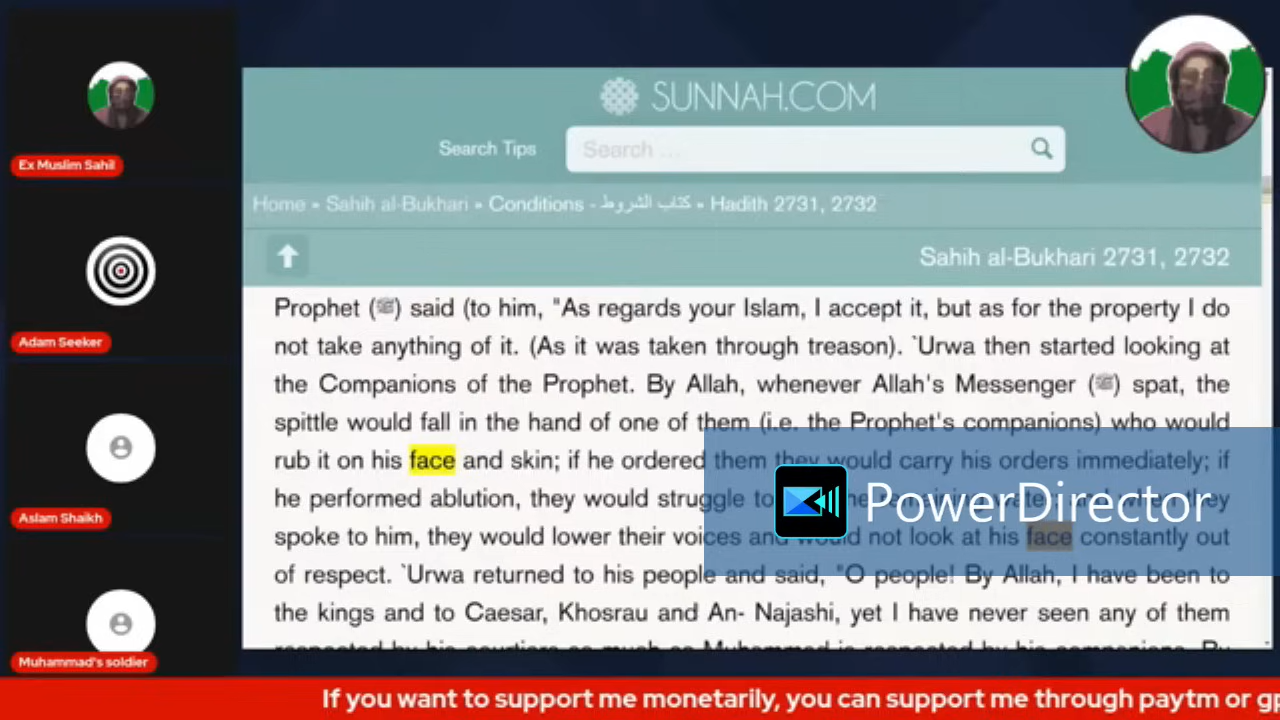 Ex Muslim Sahil
Adam Seeker
Aslam Shaikh
Muhammad's soldier
SUNNAH.COM
Search Tips
Search ...
Home » Sahih al-Bukhari » Conditions - كتاب الشروط » Hadith 2731, 2732
Sahih al-Bukhari 2731, 2732
Prophet (ﷺ) said (to him, "As regards your Islam, I accept it, but as for the property I do
not take anything of it. (As it was taken through treason). `Urwa then started looking at
the Companions of the Prophet. By Allah, whenever Allah's Messenger (ﷺ) spat, the
spittle would fall in the hand of one of them (i.e. the Prophet's companions) who would
rub it on his face and skin; if he ordered them they would carry his orders immediately; if
he performed ablution, they would struggle to
spoke to him, they would lower their voices and would not look at his face constantly out
of respect. `Urwa returned to his people and said, "O people! By Allah, I have been to
the kings and to Caesar, Khosrau and An- Najashi, yet I have never seen any of them
PowerDirector
If you want to support me monetarily, you can support me through paytm or